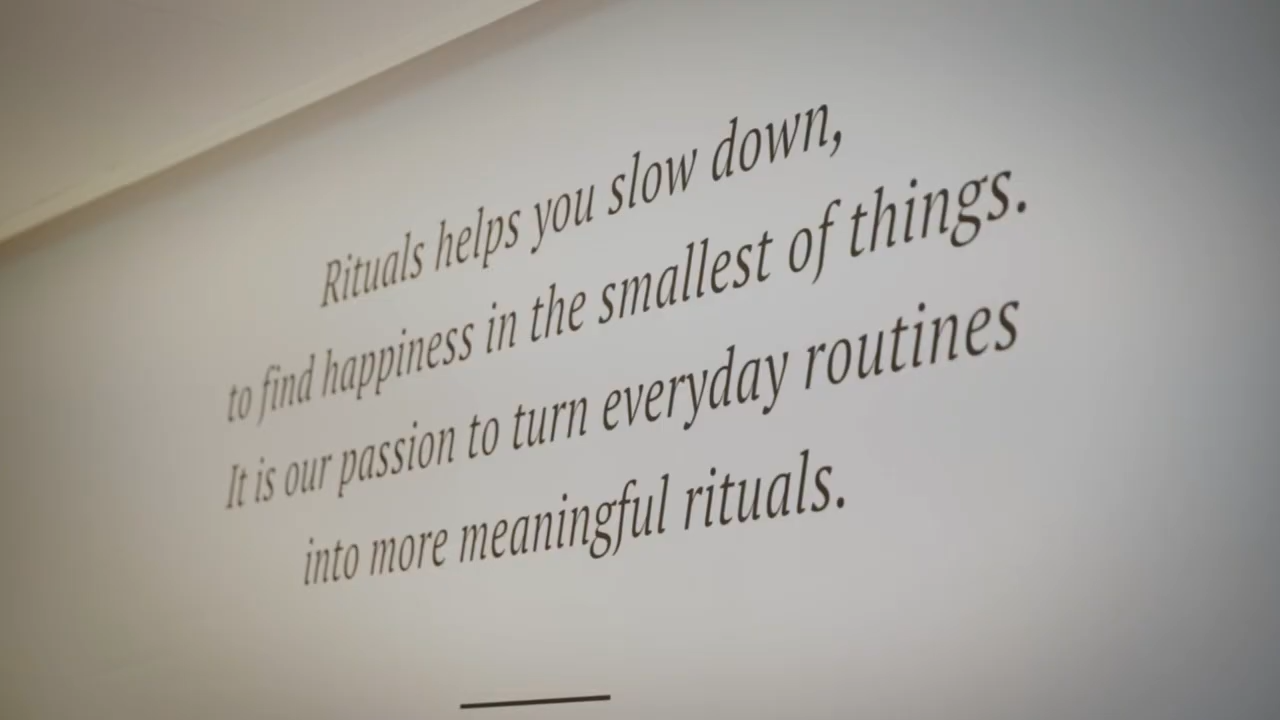 Rituals helps you slow down,
to find happiness in the smallest of things.
It is our passion to turn everyday routines
into more meaningful rituals.